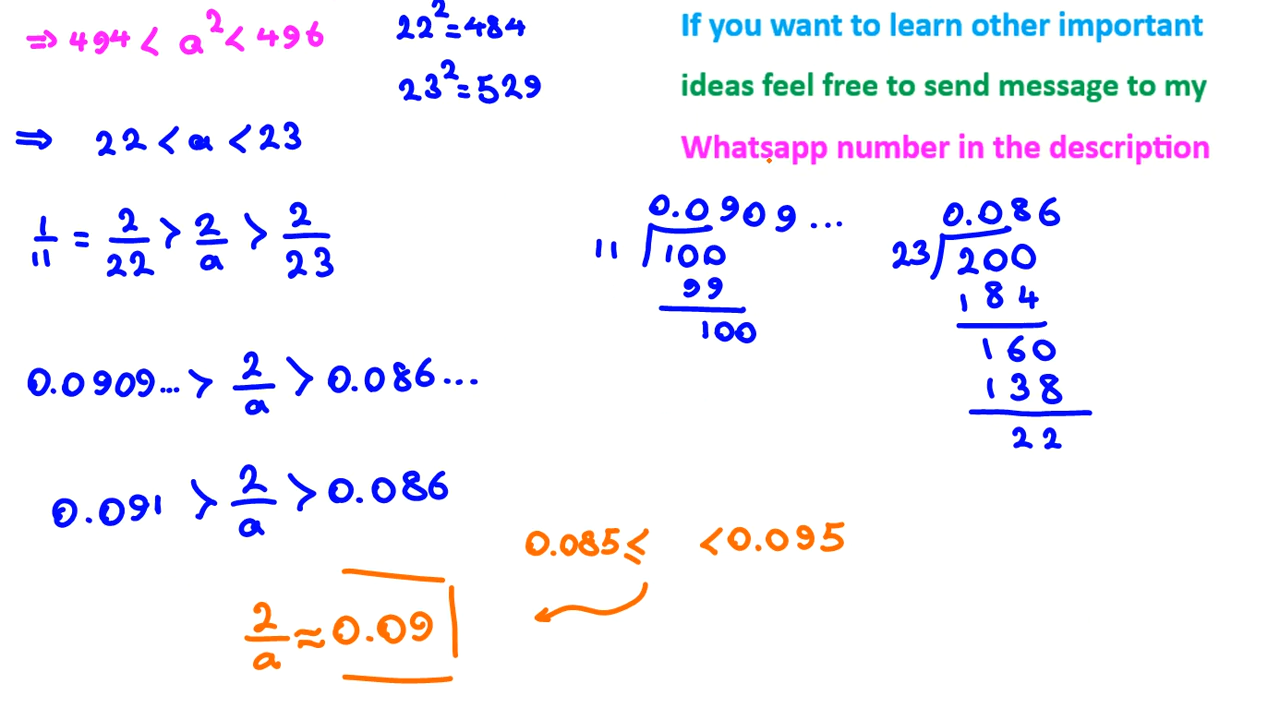 ⇒ 494 < a² < 496
22² = 484
23² = 529
⇒ 22 < a < 23
1/11 = 2/22 > 2/a > 2/23
0.0909... > 2/a > 0.086...
0.091 > 2/a > 0.086
2/a ≈ 0.09
0.085 ≤ < 0.095
If you want to learn other important
ideas feel free to send message to my
Whatsapp number in the description
0.0909...
11 100
99
100
0.086
23 200
184
160
138
22